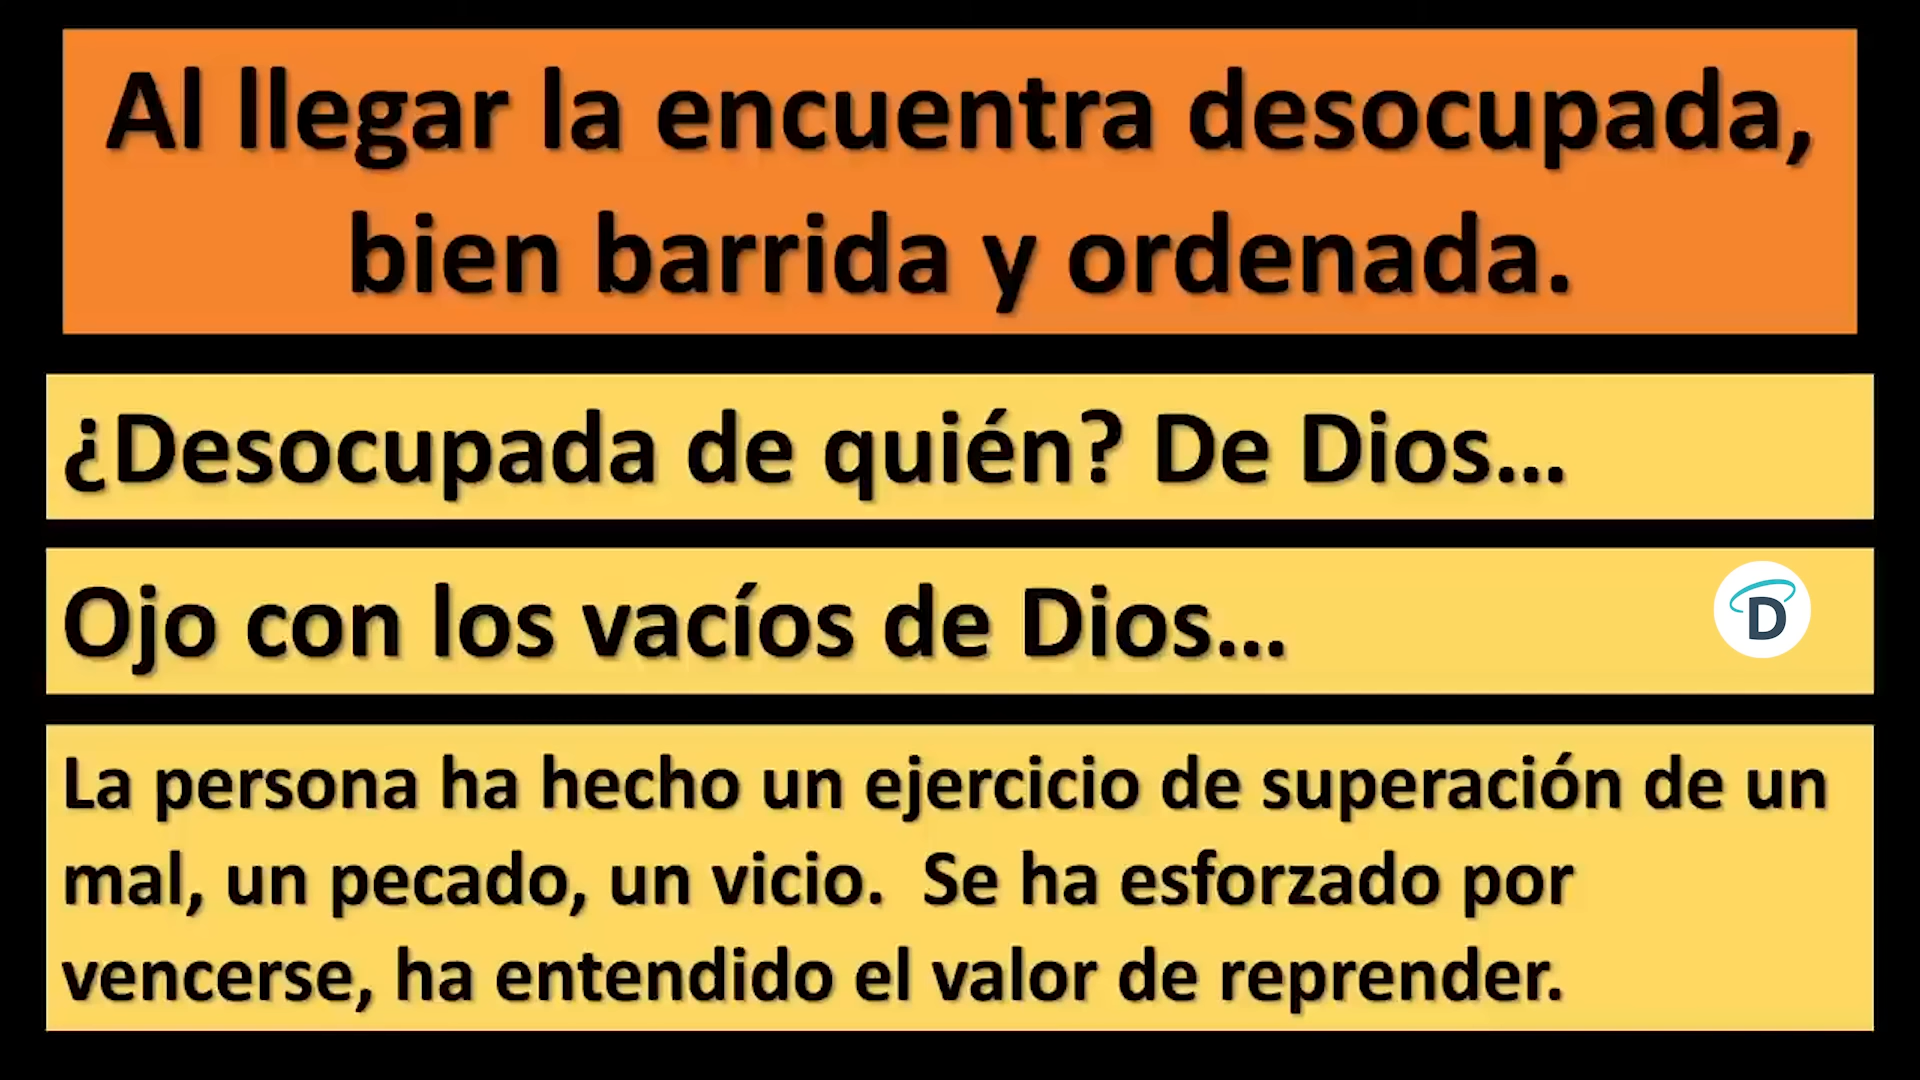 Al llegar la encuentra desocupada,
bien barrida y ordenada.
¿Desocupada de quién? De Dios...
Ojo con los vacíos de Dios...
D
La persona ha hecho un ejercicio de superación de un
mal, un pecado, un vicio.  Se ha esforzado por
vencerse, ha entendido el valor de reprender.